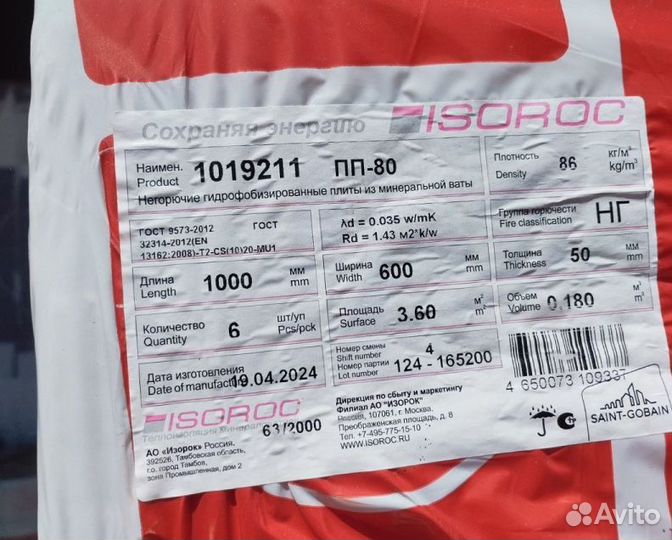 Сохраняя энергию ISOROC
Наимен. Product 1019211 ПП-80
Негорючие гидрофобизированные плиты из минеральной ваты
Плотность Density 86 кг/м³ kg/m³
ГОСТ 9573-2012 ГОСТ
32314-2012(EN
13162:2008)-T2-CS(10)20-MU1
λd = 0.035 w/mK
Rd = 1.43 м2*k/w
Группа горючести
Fire classification НГ
Длина Length 1000 мм mm
Ширина Width 600 мм mm
Толщина Thickness 50 мм mm
Количество Quantity 6 шт/уп Pcs/pck
Площадь Surface 3.60 м² m²
Объем Volume 0.180 м³ m³
Дата изготовления
Date of manufact 19.04.2024
Номер смены
Shift number 4
Номер партии
Lot number 124-165200
4 650073 109337
ISOROC
Теплоизоляция Минерал
63/2000
АО «Изорок» Россия,
392526, Тамбовская область,
г.о. город Тамбов,
зона Промышленная, дом 2
Дирекция по сбыту и маркетингу
Филиал АО "ИЗОРОК"
Россия, 107061, г. Москва,
Преображенская площадь, д. 8
Тел. +7-495-775-15-10
WWW.ISOROC.RU
SAINT-GOBAIN
Avito